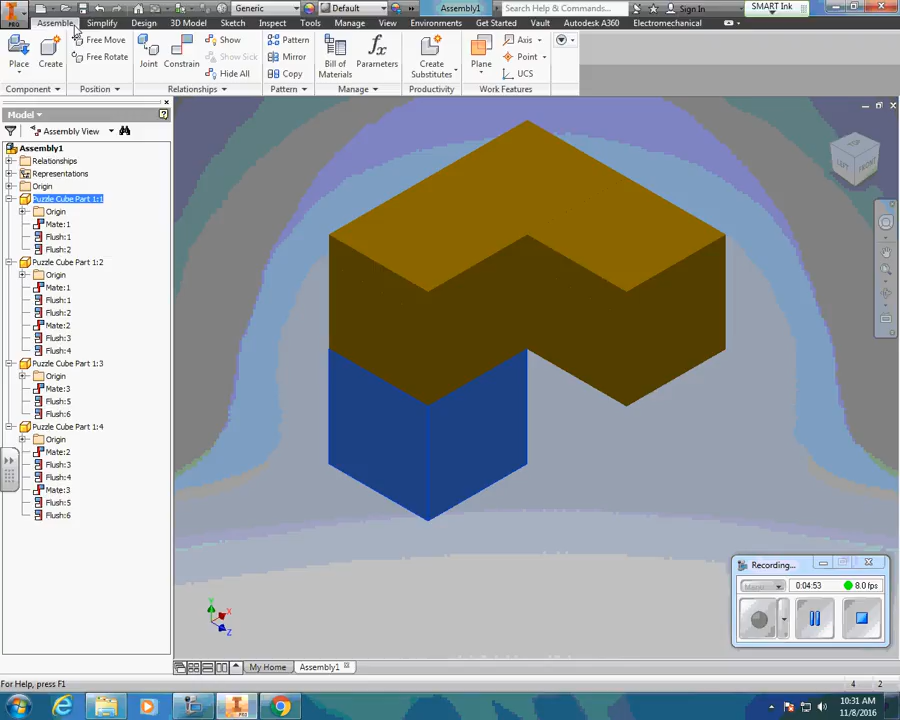 Generic
Default
Assembly1
Search Help & Commands...
Sign In
SMART Ink
PRO
Assemble
Simplify
Design
3D Model
Sketch
Inspect
Tools
Manage
View
Environments
Get Started
Vault
Autodesk A360
Electromechanical
Place
Create
Free Move
Free Rotate
Joint
Constrain
Show
Show Sick
Hide All
Pattern
Mirror
Copy
Bill of
Materials
Parameters
Create
Substitutes
Plane
Axis
Point
UCS
Component
Position
Relationships
Pattern
Manage
Productivity
Work Features
Model
Assembly View
Assembly1
Relationships
Representations
Origin
Puzzle Cube Part 1:1
Origin
Mate:1
Flush:1
Flush:2
Puzzle Cube Part 1:2
Origin
Mate:1
Flush:1
Flush:2
Mate:2
Flush:3
Flush:4
Puzzle Cube Part 1:3
Origin
Mate:3
Flush:5
Flush:6
Puzzle Cube Part 1:4
Origin
Mate:2
Flush:3
Flush:4
Mate:3
Flush:5
Flush:6
LEFT
FRONT
Y
X
Z
Recording...
0:04:53
8.0 fps
My Home
Assembly1
For Help, press F1
4
2
10:31 AM
11/8/2016